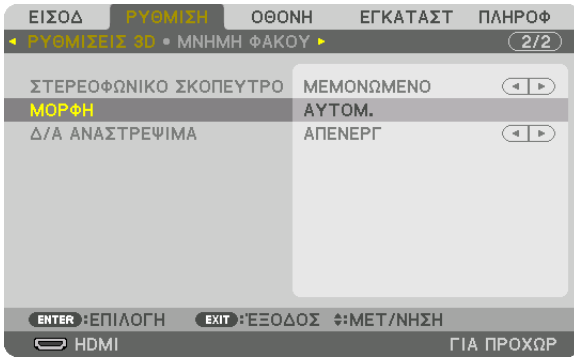 ΕΙΣΟΔ ΡΥΘΜΙΣΗ ΟΘΟΝΗ ΕΓΚΑΤΑΣΤ ΠΛΗΡΟΦ
ΡΥΘΜΙΣΕΙΣ 3D • ΜΝΗΜΗ ΦΑΚΟΥ 2/2
ΣΤΕΡΕΟΦΩΝΙΚΟ ΣΚΟΠΕΥΤΡΟ ΜΕΜΟΝΩΜΕΝΟ
ΜΟΡΦΗ ΑΥΤΟΜ.
Δ/Α ΑΝΑΣΤΡΕΨΙΜΑ ΑΠΕΝΕΡΓ
ENTER :ΕΠΙΛΟΓΗ EXIT :ΈΞΟΔΟΣ :ΜΕΤ/ΝΗΣΗ
HDMI ΓΙΑ ΠΡΟΧΩΡ